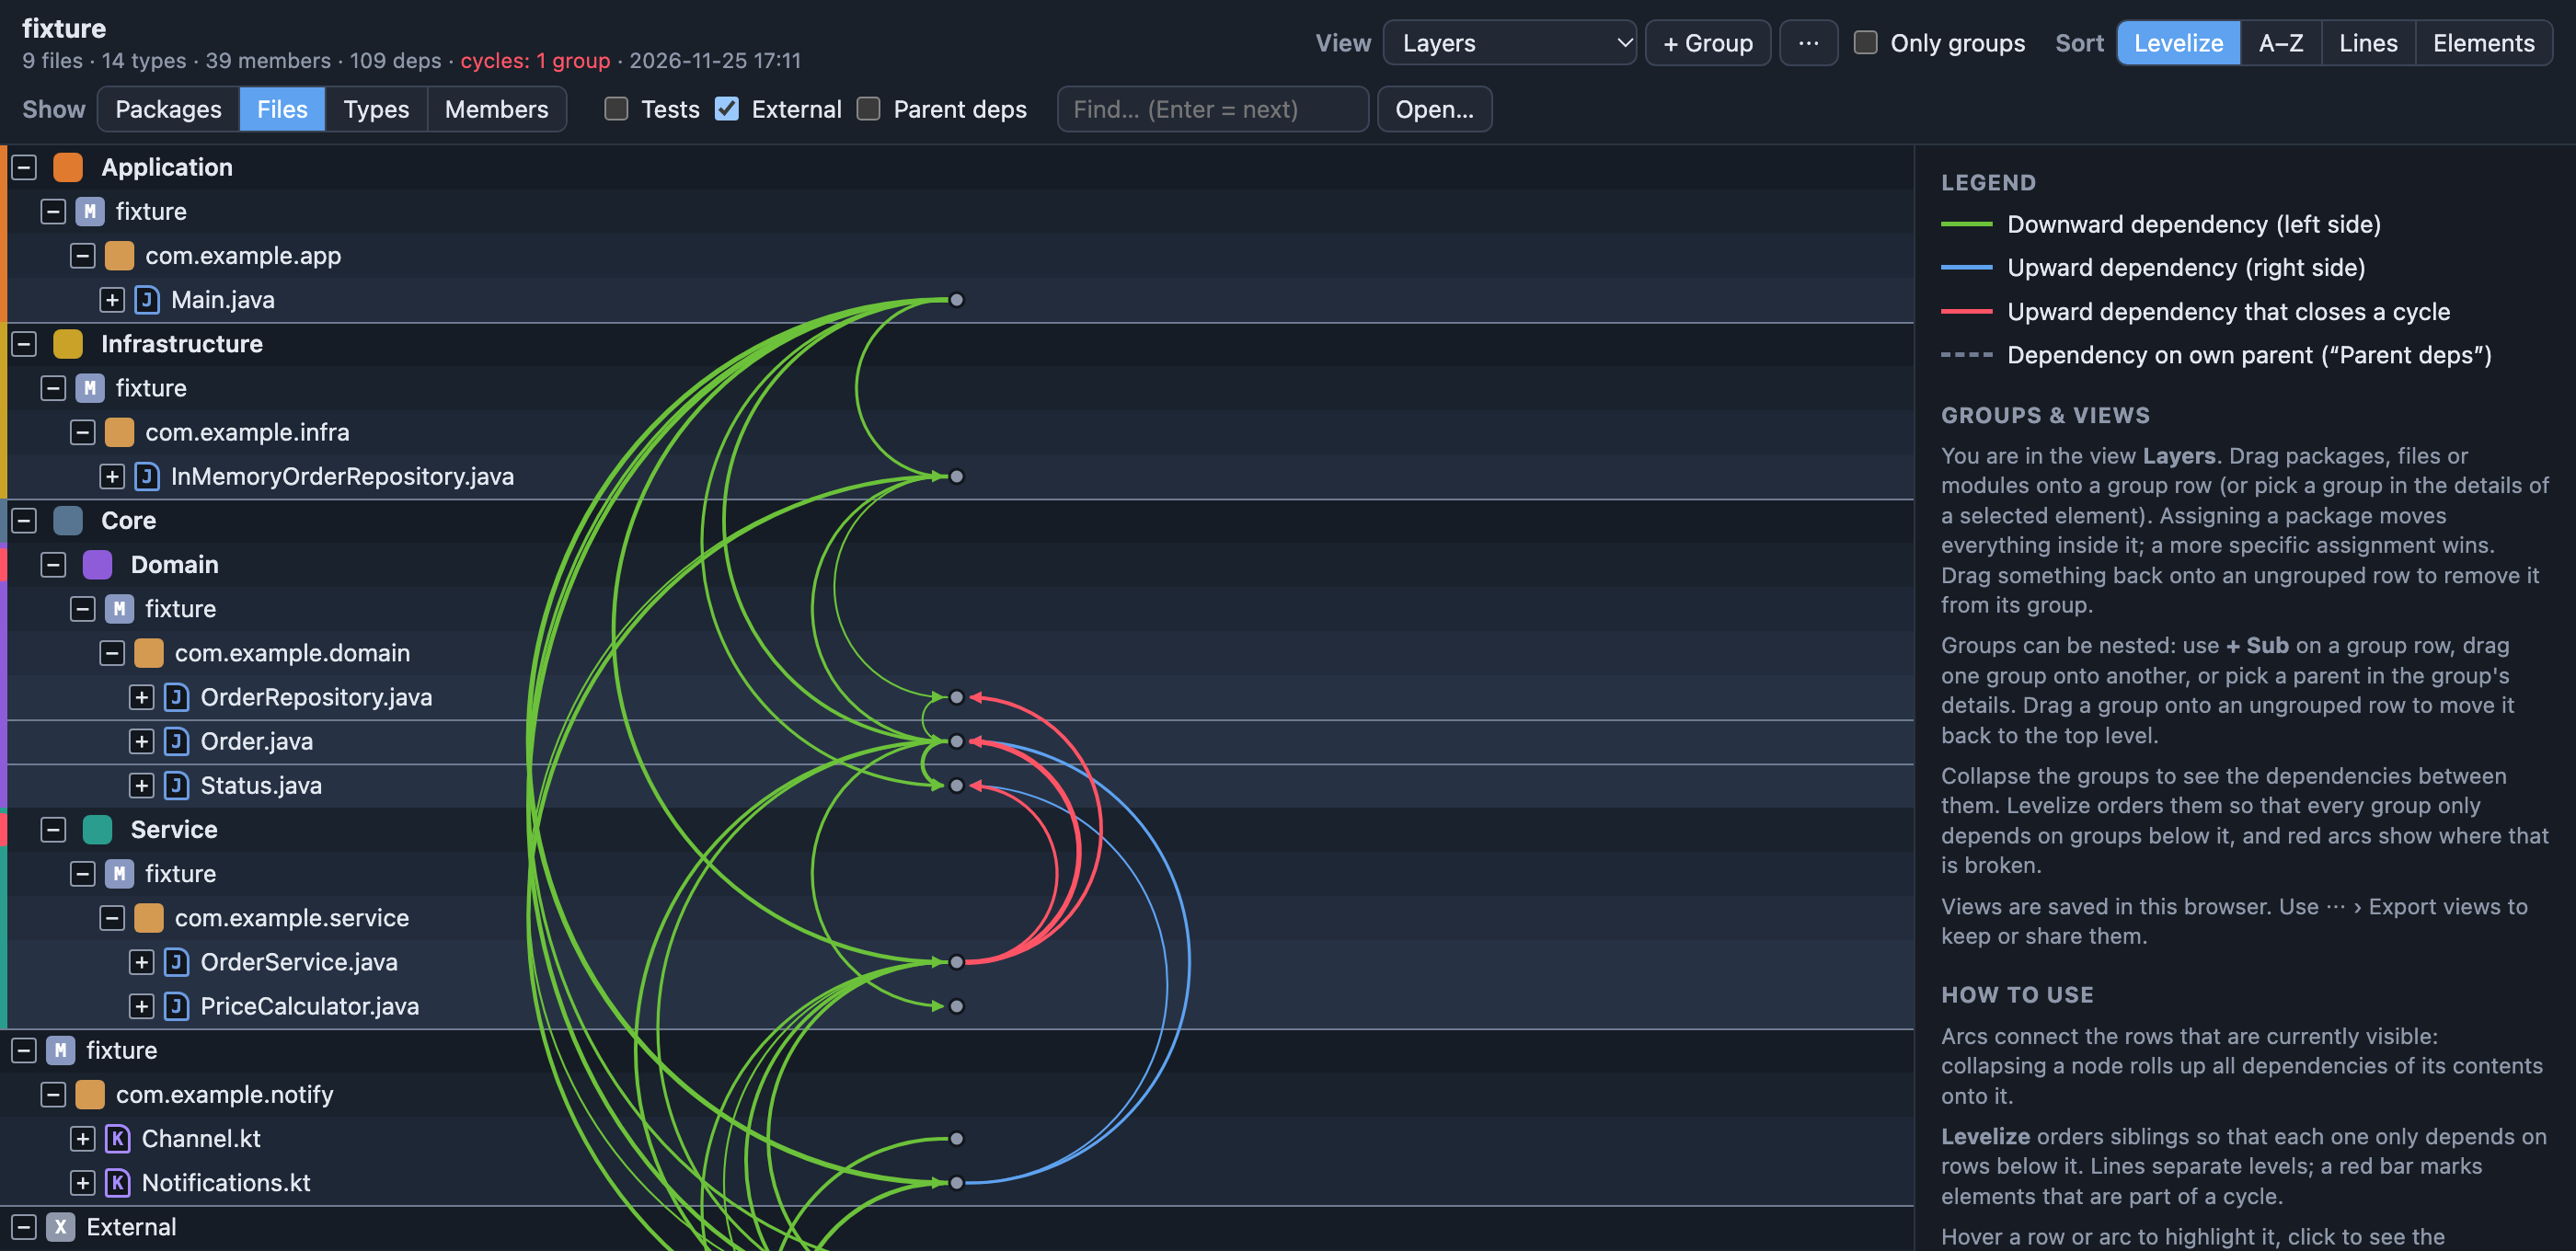 fixture
9 files · 14 types · 39 members · 109 deps · cycles: 1 group · 2026-11-25 17:11
View Layers + Group ··· Only groups Sort Levelize A–Z Lines Elements
Show Packages Files Types Members Tests External Parent deps Find... (Enter = next) Open...
Application
M fixture
com.example.app
J Main.java
Infrastructure
M fixture
com.example.infra
J InMemoryOrderRepository.java
Core
Domain
M fixture
com.example.domain
J OrderRepository.java
J Order.java
J Status.java
Service
M fixture
com.example.service
J OrderService.java
J PriceCalculator.java
M fixture
com.example.notify
K Channel.kt
K Notifications.kt
X External
LEGEND
Downward dependency (left side)
Upward dependency (right side)
Upward dependency that closes a cycle
Dependency on own parent (“Parent deps”)
GROUPS & VIEWS
You are in the view Layers. Drag packages, files or
modules onto a group row (or pick a group in the details of
a selected element). Assigning a package moves
everything inside it; a more specific assignment wins.
Drag something back onto an ungrouped row to remove it
from its group.
Groups can be nested: use + Sub on a group row, drag
one group onto another, or pick a parent in the group's
details. Drag a group onto an ungrouped row to move it
back to the top level.
Collapse the groups to see the dependencies between
them. Levelize orders them so that every group only
depends on groups below it, and red arcs show where that
is broken.
Views are saved in this browser. Use ··· › Export views to
keep or share them.
HOW TO USE
Arcs connect the rows that are currently visible:
collapsing a node rolls up all dependencies of its contents
onto it.
Levelize orders siblings so that each one only depends on
rows below it. Lines separate levels; a red bar marks
elements that are part of a cycle.
Hover a row or arc to highlight it, click to see the